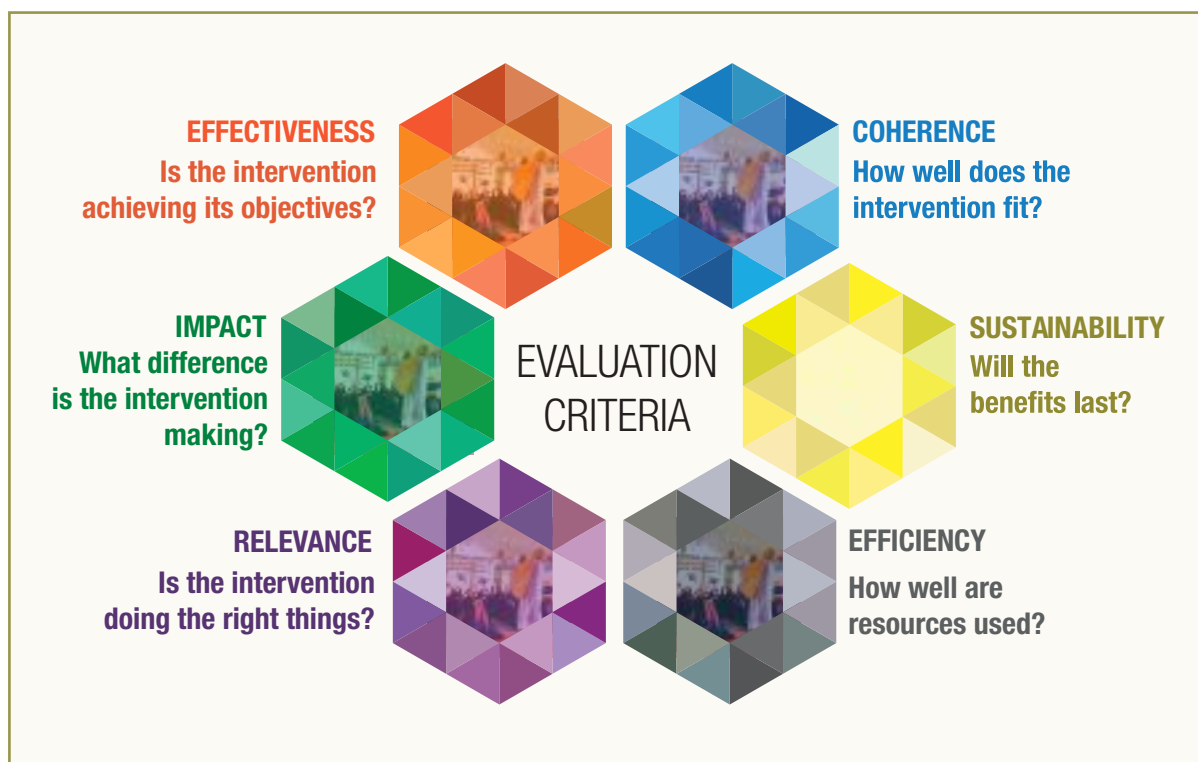 EFFECTIVENESS
Is the intervention
achieving its objectives?
COHERENCE
How well does the
intervention fit?
IMPACT
What difference
is the intervention
making?
EVALUATION
CRITERIA
SUSTAINABILITY
Will the
benefits last?
RELEVANCE
Is the intervention
doing the right things?
EFFICIENCY
How well are
resources used?